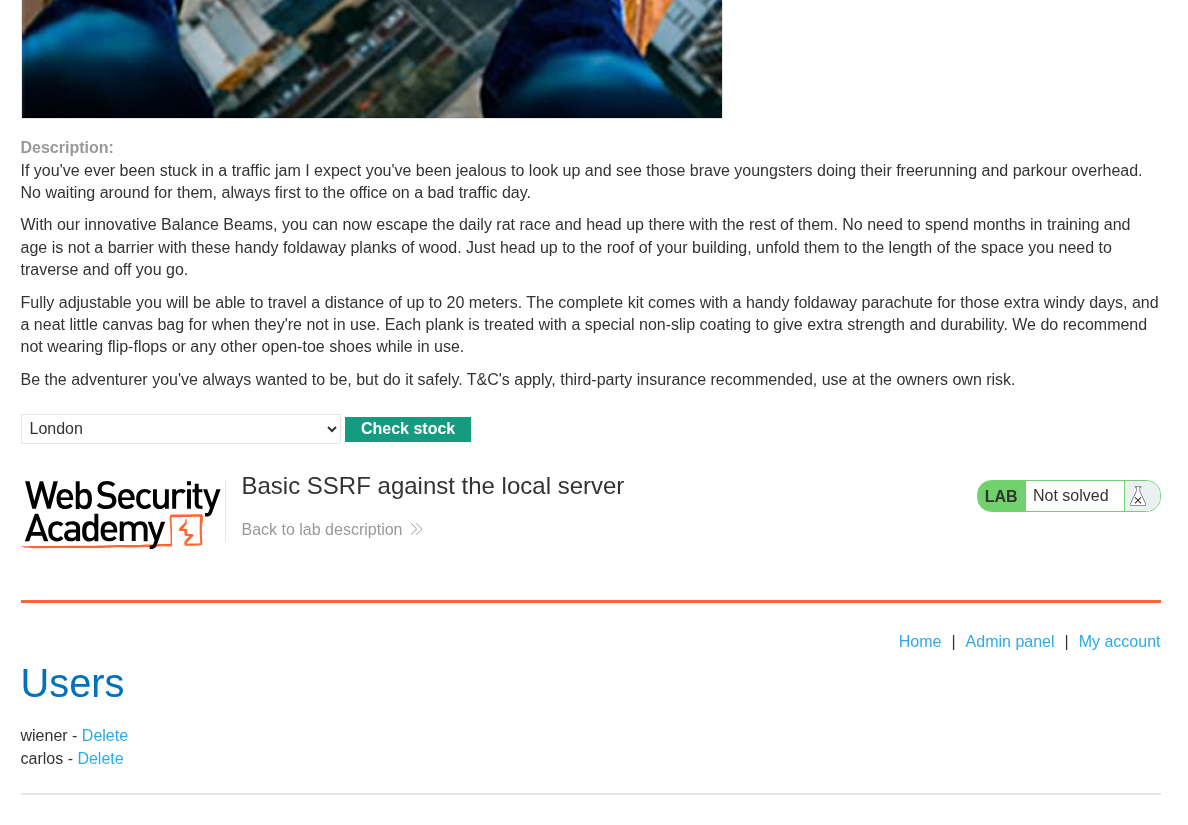 Description:
If you've ever been stuck in a traffic jam I expect you've been jealous to look up and see those brave youngsters doing their freerunning and parkour overhead.
No waiting around for them, always first to the office on a bad traffic day.
With our innovative Balance Beams, you can now escape the daily rat race and head up there with the rest of them. No need to spend months in training and
age is not a barrier with these handy foldaway planks of wood. Just head up to the roof of your building, unfold them to the length of the space you need to
traverse and off you go.
Fully adjustable you will be able to travel a distance of up to 20 meters. The complete kit comes with a handy foldaway parachute for those extra windy days, and
a neat little canvas bag for when they're not in use. Each plank is treated with a special non-slip coating to give extra strength and durability. We do recommend
not wearing flip-flops or any other open-toe shoes while in use.
Be the adventurer you've always wanted to be, but do it safely. T&C's apply, third-party insurance recommended, use at the owners own risk.
London Check stock
Web Security
Academy
Basic SSRF against the local server
Back to lab description
LAB Not solved
Home | Admin panel | My account
Users
wiener - Delete
carlos - Delete